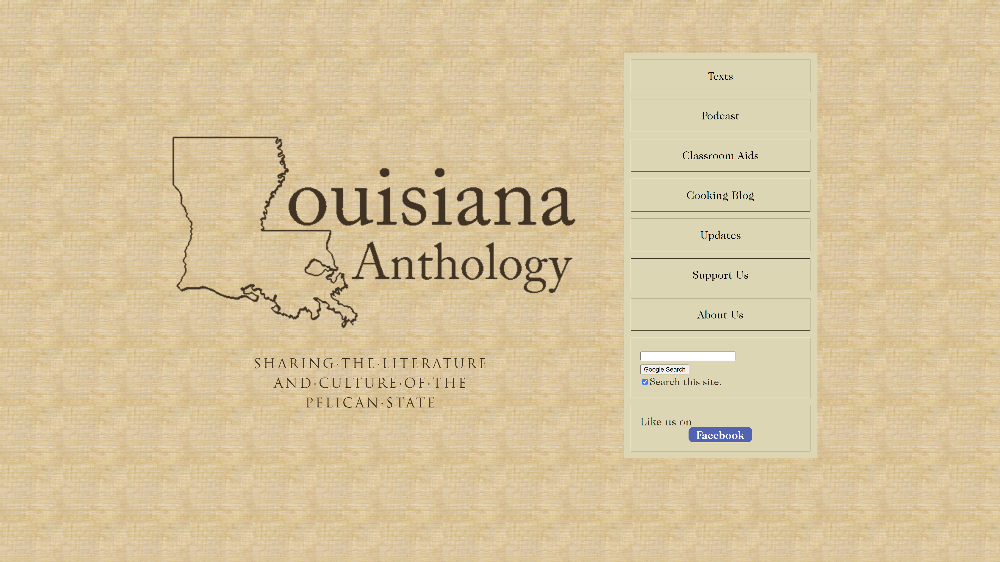 ouisiana
Anthology
SHARING·THE·LITERATURE
AND·CULTURE·OF·THE
PELICAN·STATE
Texts
Podcast
Classroom Aids
Cooking Blog
Updates
Support Us
About Us
Google Search
Search this site.
Like us on
Facebook